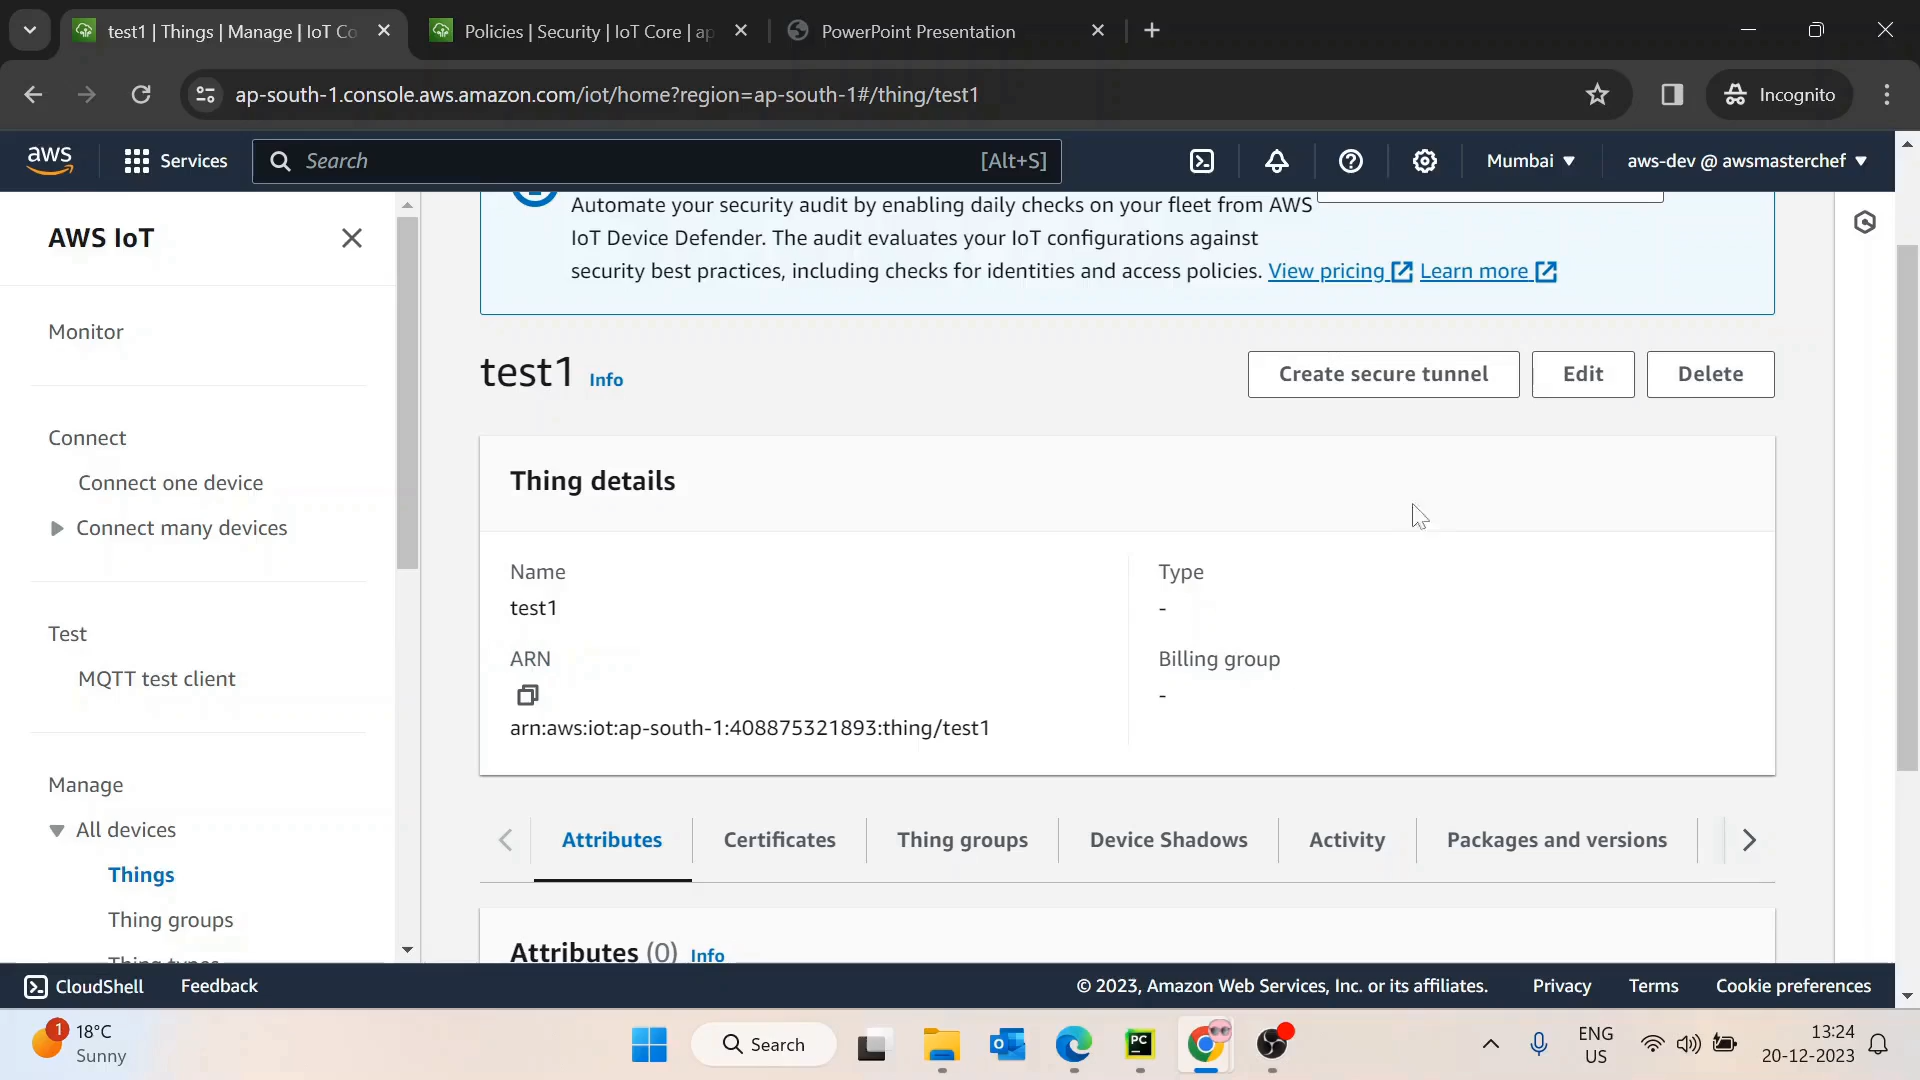 test1 | Things | Manage | IoT Co
Policies | Security | IoT Core | ap
PowerPoint Presentation
ap-south-1.console.aws.amazon.com/iot/home?region=ap-south-1#/thing/test1
Incognito
aws
Services
Search
[Alt+S]
Mumbai
aws-dev @ awsmasterchef
AWS IoT
Monitor
Connect
Connect one device
Connect many devices
Test
MQTT test client
Manage
All devices
Things
Thing groups
Thing types
Automate your security audit by enabling daily checks on your fleet from AWS
IoT Device Defender. The audit evaluates your IoT configurations against
security best practices, including checks for identities and access policies. View pricing Learn more
test1 Info
Create secure tunnel
Edit
Delete
Thing details
Name
test1
ARN
arn:aws:iot:ap-south-1:408875321893:thing/test1
Type
-
Billing group
-
Attributes
Certificates
Thing groups
Device Shadows
Activity
Packages and versions
Attributes (0) Info
CloudShell
Feedback
© 2023, Amazon Web Services, Inc. or its affiliates.
Privacy
Terms
Cookie preferences
1
18°C
Sunny
Search
PC
ENG
US
13:24
20-12-2023